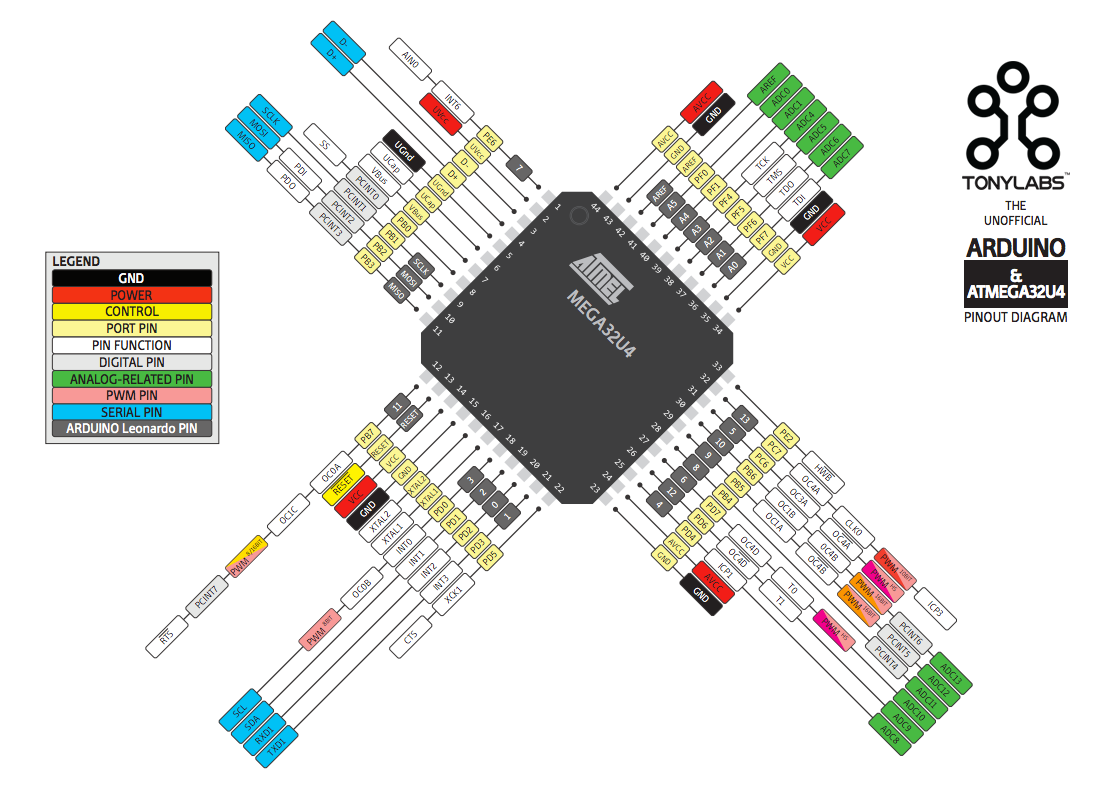 TONYLABS™
THE
UNOFFICIAL
ARDUINO
&
ATMEGA32U4
PINOUT DIAGRAM
LEGEND
GND
POWER
CONTROL
PORT PIN
PIN FUNCTION
DIGITAL PIN
ANALOG-RELATED PIN
PWM PIN
SERIAL PIN
ARDUINO Leonardo PIN
ATMEL
MEGA32U4
1
2
3
4
5
6
7
8
9
10
11
12
13
14
15
16
17
18
19
20
21
22
23
24
25
26
27
28
29
30
31
32
33
34
35
36
37
38
39
40
41
42
43
44
AIN0 INT6 PE6 7
UVcc UVcc
D- D-
D+ D+
UGnd UGnd
UCap UCap
VBus VBus
SS PCINT0 PB0
SCLK PCINT1 PB1 SCLK
MOSI PDI PCINT2 PB2 MOSI
MISO PDO PCINT3 PB3 MISO
RTS PCINT7 PWM 8/16BIT OC1C OC0A PB7 11
RESET RESET RESET
VCC VCC
GND GND
XTAL2 XTAL2
XTAL1 XTAL1
SCL PWM 8BIT OC0B INT0 PD0 3
SDA INT1 PD1 2
RXD1 INT2 PD2 0
TXD1 INT3 PD3 1
CTS XCK1 PD5
GND GND
AVCC AVCC
4 PD4 ICP1 ADC8
12 PD6 OC4D T1 ADC9
6 PD7 OC4D T0 PWM HS ADC10
8 PB4 PCINT4 ADC11
9 PB5 OC1A OC4B PWM 16BIT PCINT5 ADC12
10 PB6 OC1B OC4B PWM 16BIT PCINT6 ADC13
5 PC6 OC3A OC4A PWM HS
13 PC7 OC4A CLK0 PWM 10BIT ICP3
PE2 HWB
VCC VCC
GND GND
A0 PF7 TDI ADC7
A1 PF6 TDO ADC6
A2 PF5 TMS ADC5
A3 PF4 TCK ADC4
A4 PF1 ADC1
A5 PF0 ADC0
AREF AREF AREF
GND GND
AVCC AVCC